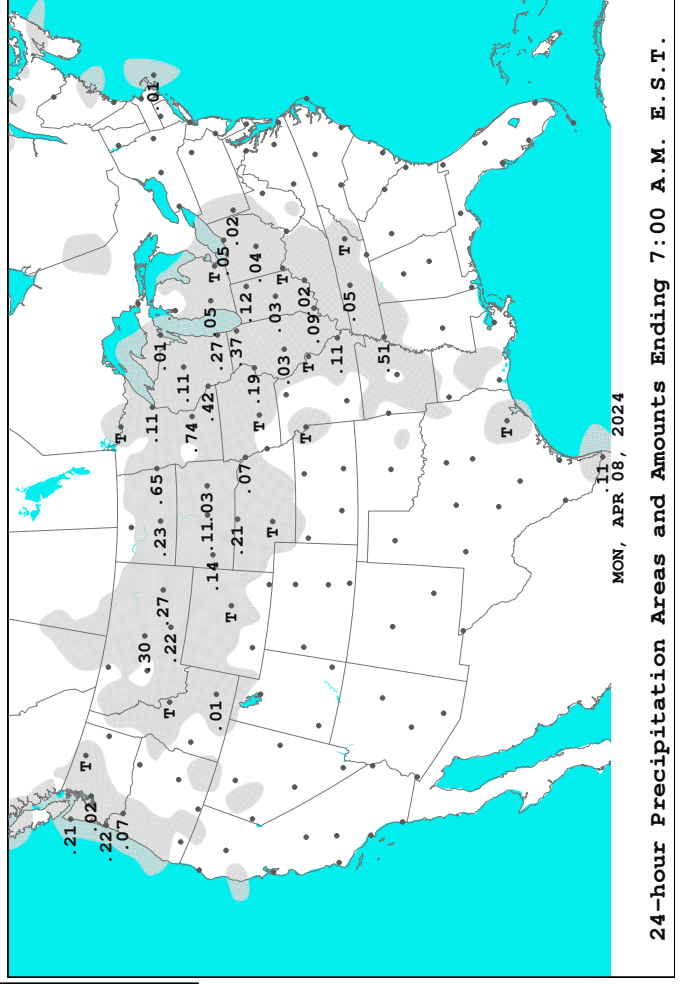 .01
.02
.05
T
.04
T
T
.05
.12
.03
.02
.05
.09
.01
.27
.37
.03
T
.11
.51
.11
.42
.19
T
.11
.74
T
T
T
.65
.03
.07
.23
.11
.21
T
.14
.27
.30
.22
T
T
.01
T
.02
.21
.22
.07
.11
MON, APR 08, 2024
24-hour Precipitation Areas and Amounts Ending 7:00 A.M. E.S.T.